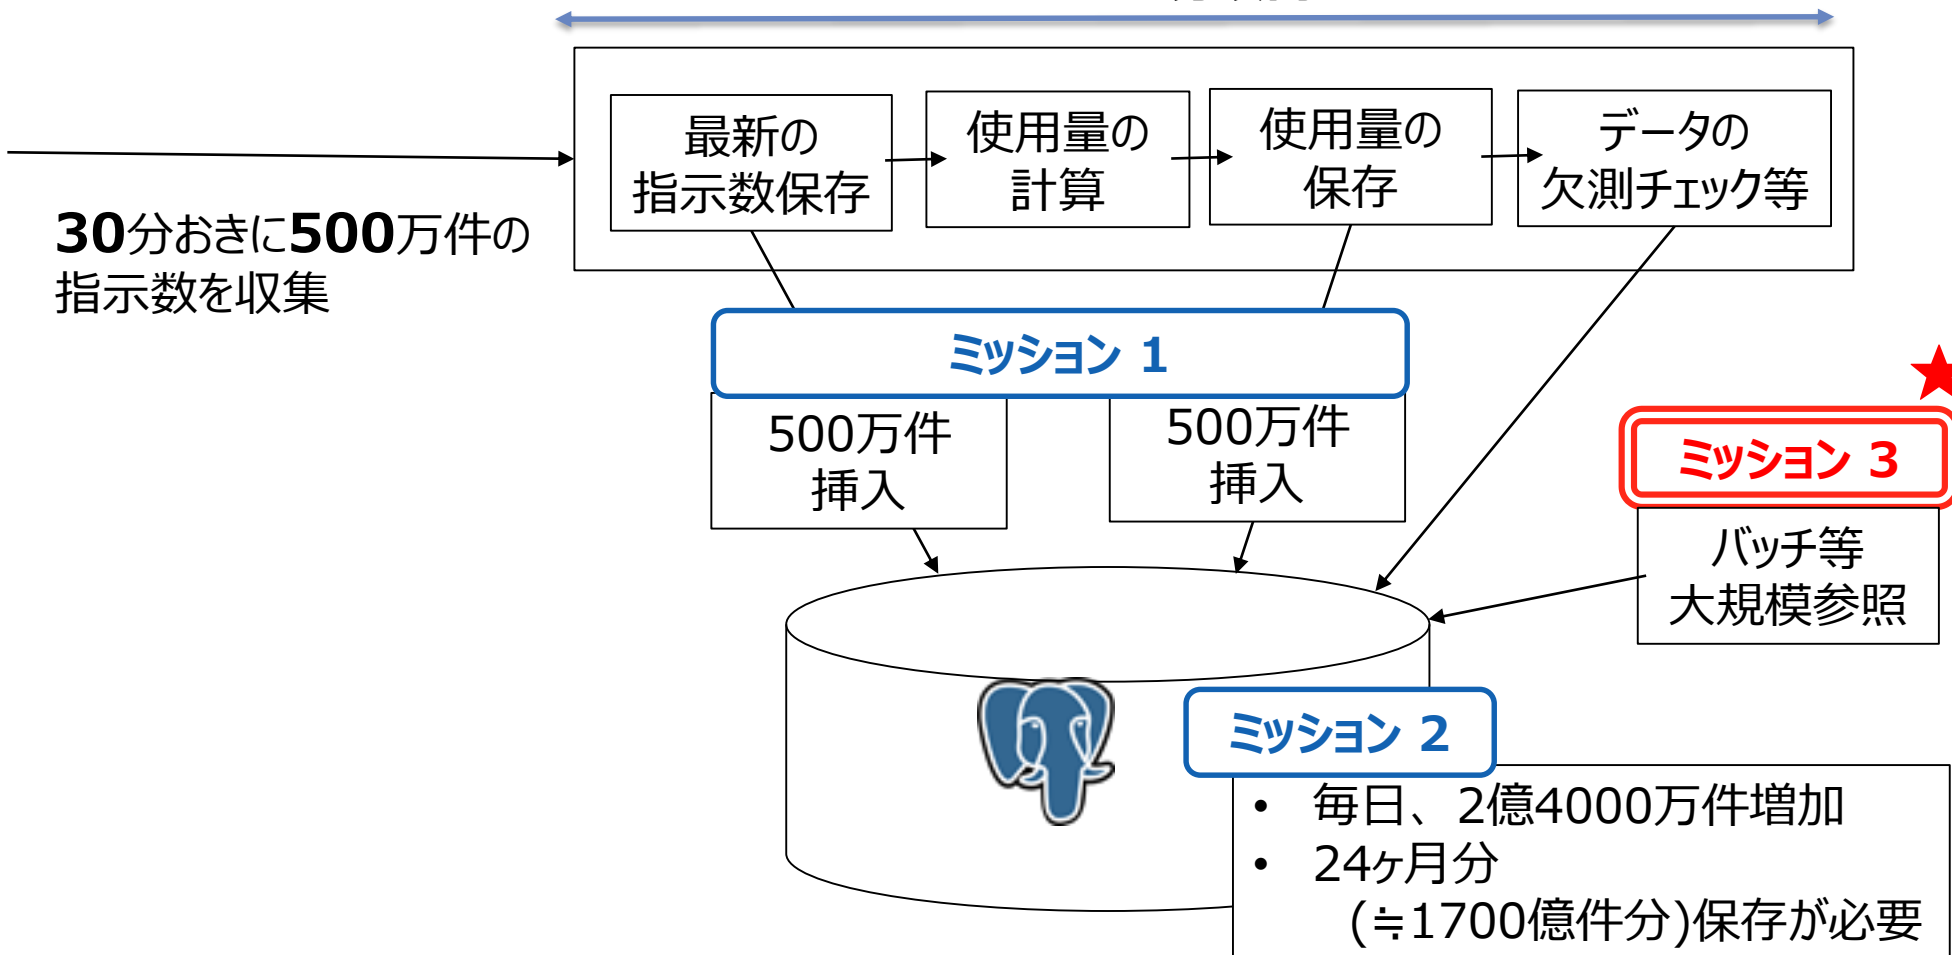 最新の
指示数保存
使用量の
計算
使用量の
保存
データの
欠測チェック等
30分おきに500万件の
指示数を収集
ミッション 1
500万件
挿入
500万件
挿入
ミッション 3
バッチ等
大規模参照
ミッション 2
• 毎日、2億4000万件増加
• 24ヶ月分
(≒1700億件分)保存が必要